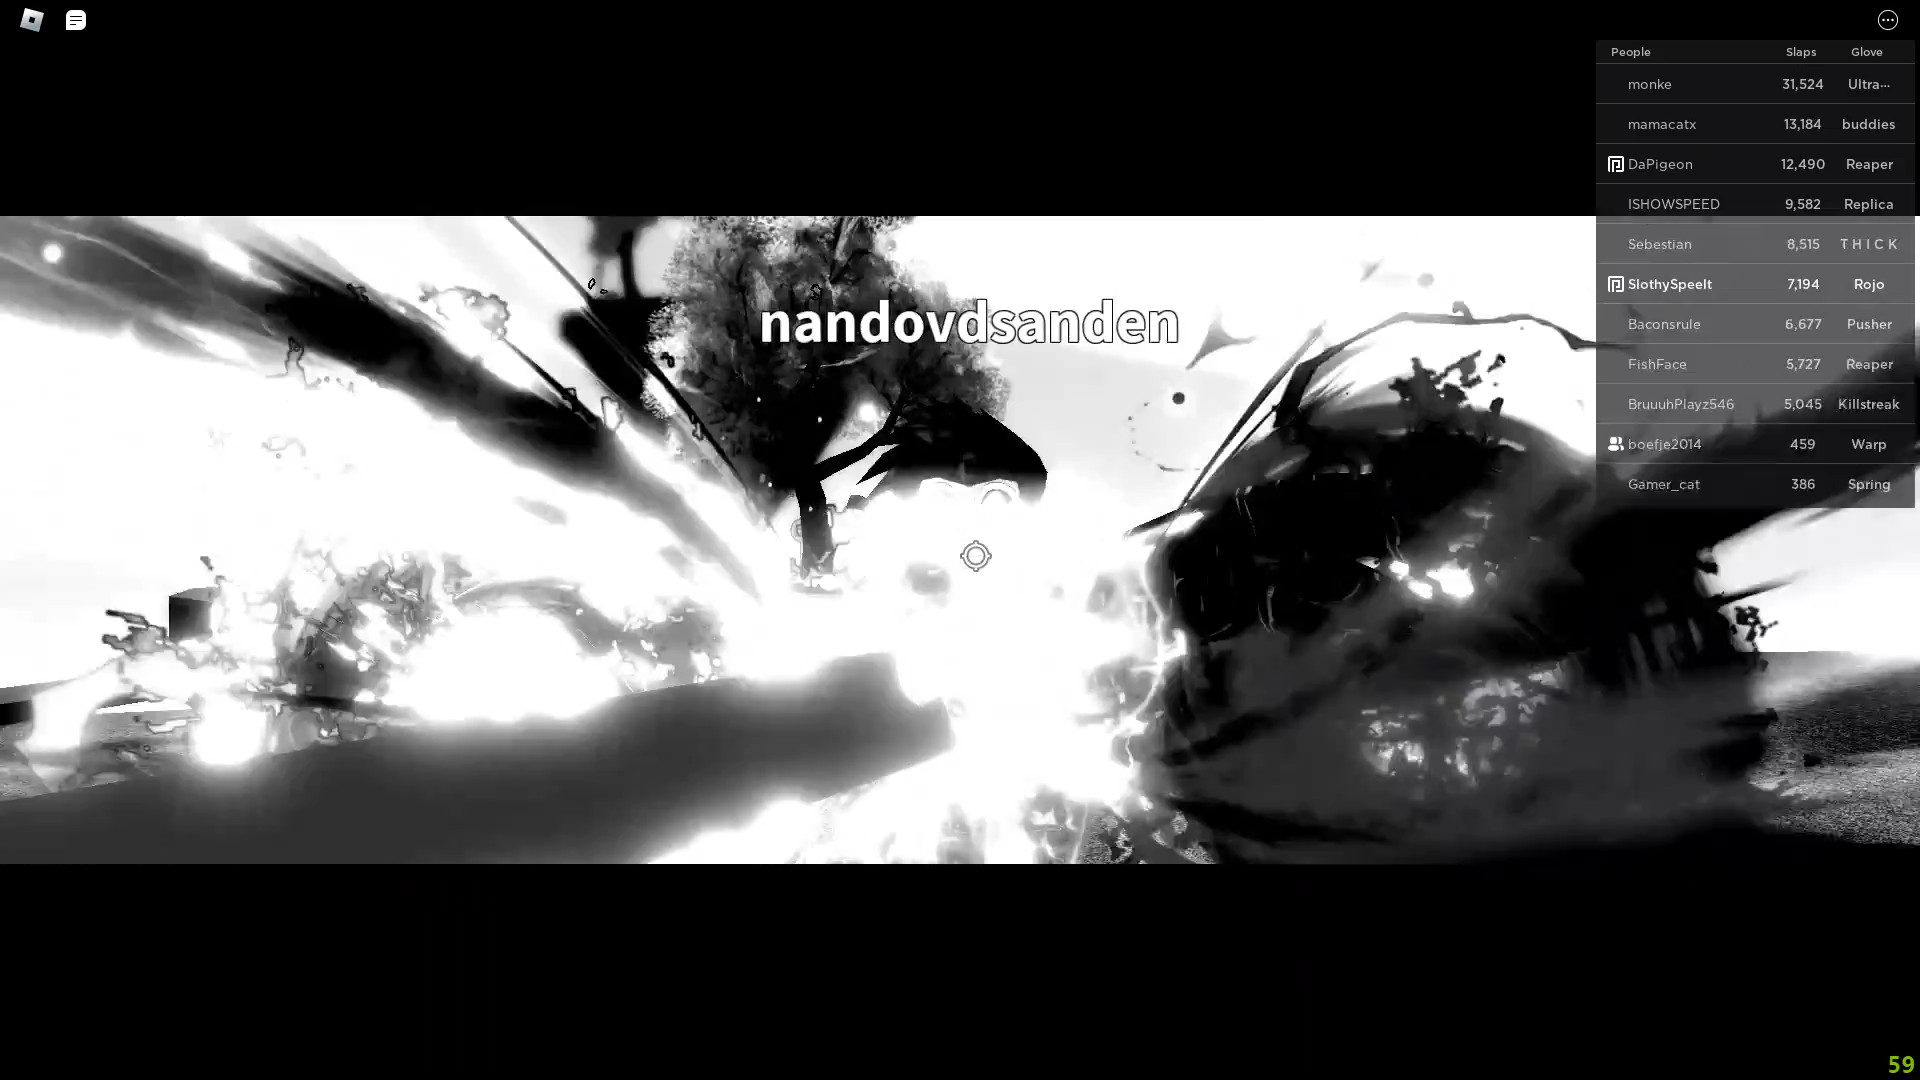 People Slaps Glove
monke 31,524 Ultra...
mamacatx 13,184 buddies
DaPigeon 12,490 Reaper
ISHOWSPEED 9,582 Replica
Sebestian 8,515 T H I C K
SlothySpeelt 7,194 Rojo
Baconsrule 6,677 Pusher
FishFace 5,727 Reaper
BruuuhPlayz546 5,045 Killstreak
boefje2014 459 Warp
Gamer_cat 386 Spring
nandovdsanden
59